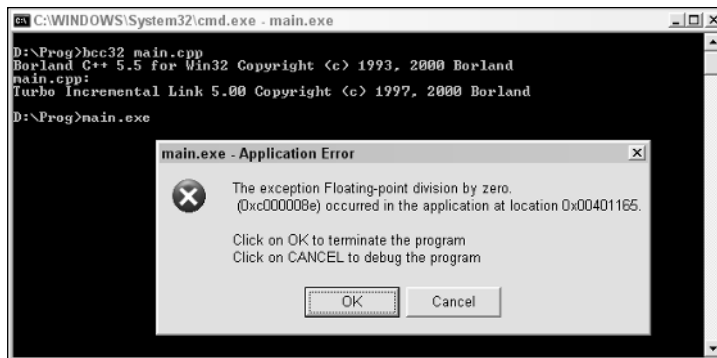 C:\WINDOWS\System32\cmd.exe - main.exe
D:\Prog>bcc32 main.cpp
Borland C++ 5.5 for Win32 Copyright (c) 1993, 2000 Borland
main.cpp:
Turbo Incremental Link 5.00 Copyright (c) 1997, 2000 Borland
D:\Prog>main.exe
main.exe - Application Error
The exception Floating-point division by zero.
(0xc000008e) occurred in the application at location 0x00401165.
Click on OK to terminate the program
Click on CANCEL to debug the program
OK
Cancel